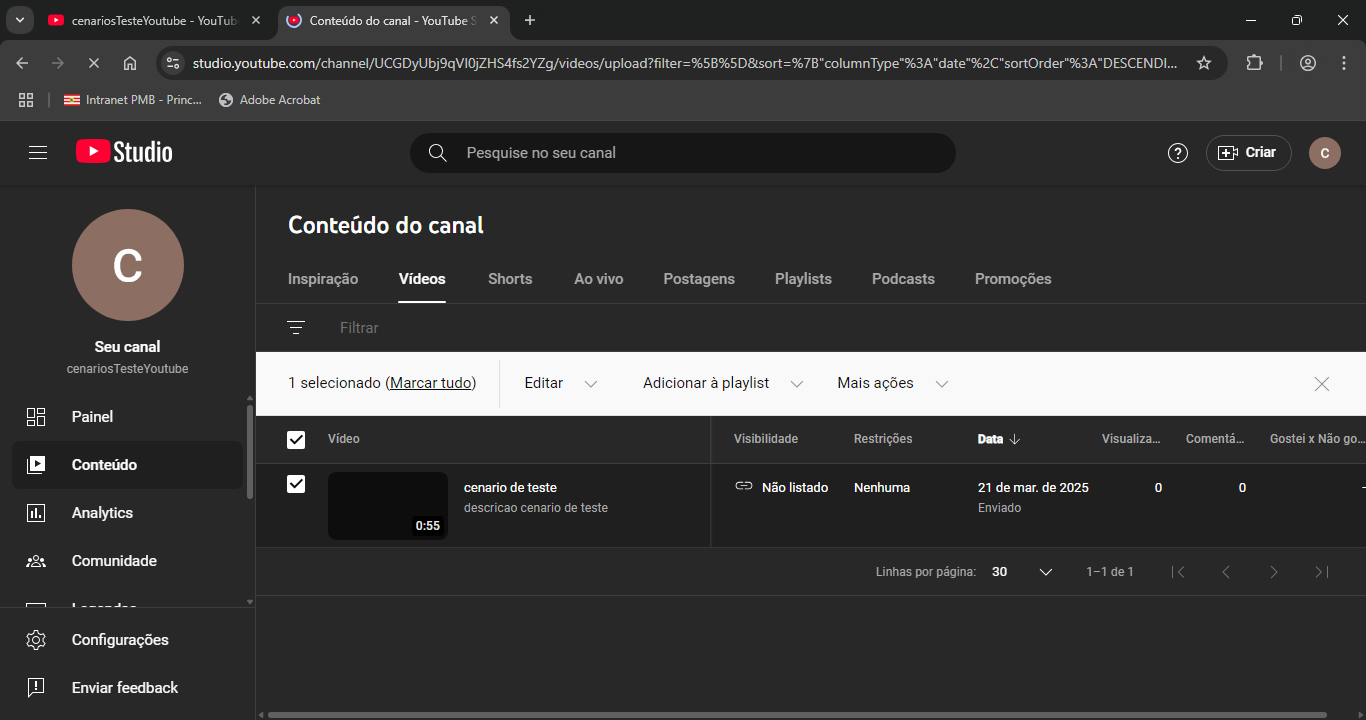 cenariosTesteYoutube - YouTub
Conteúdo do canal - YouTube S
studio.youtube.com/channel/UCGDyUbj9qVI0jZHS4fs2YZg/videos/upload?filter=%5B%5D&sort=%7B"columnType"%3A"date"%2C"sortOrder"%3A"DESCENDI...
Intranet PMB - Princ... Adobe Acrobat
Studio
Pesquise no seu canal
Criar
C
C
Seu canal
cenariosTesteYoutube
Painel
Conteúdo
Analytics
Comunidade
Configurações
Enviar feedback
Conteúdo do canal
Inspiração Vídeos Shorts Ao vivo Postagens Playlists Podcasts Promoções
Filtrar
1 selecionado (Marcar tudo) Editar Adicionar à playlist Mais ações
Vídeo Visibilidade Restrições Data Visualiza... Comentá... Gostei x Não go...
0:55
cenario de teste
descricao cenario de teste
Não listado Nenhuma 21 de mar. de 2025 0 0
Enviado
Linhas por página: 30 1–1 de 1